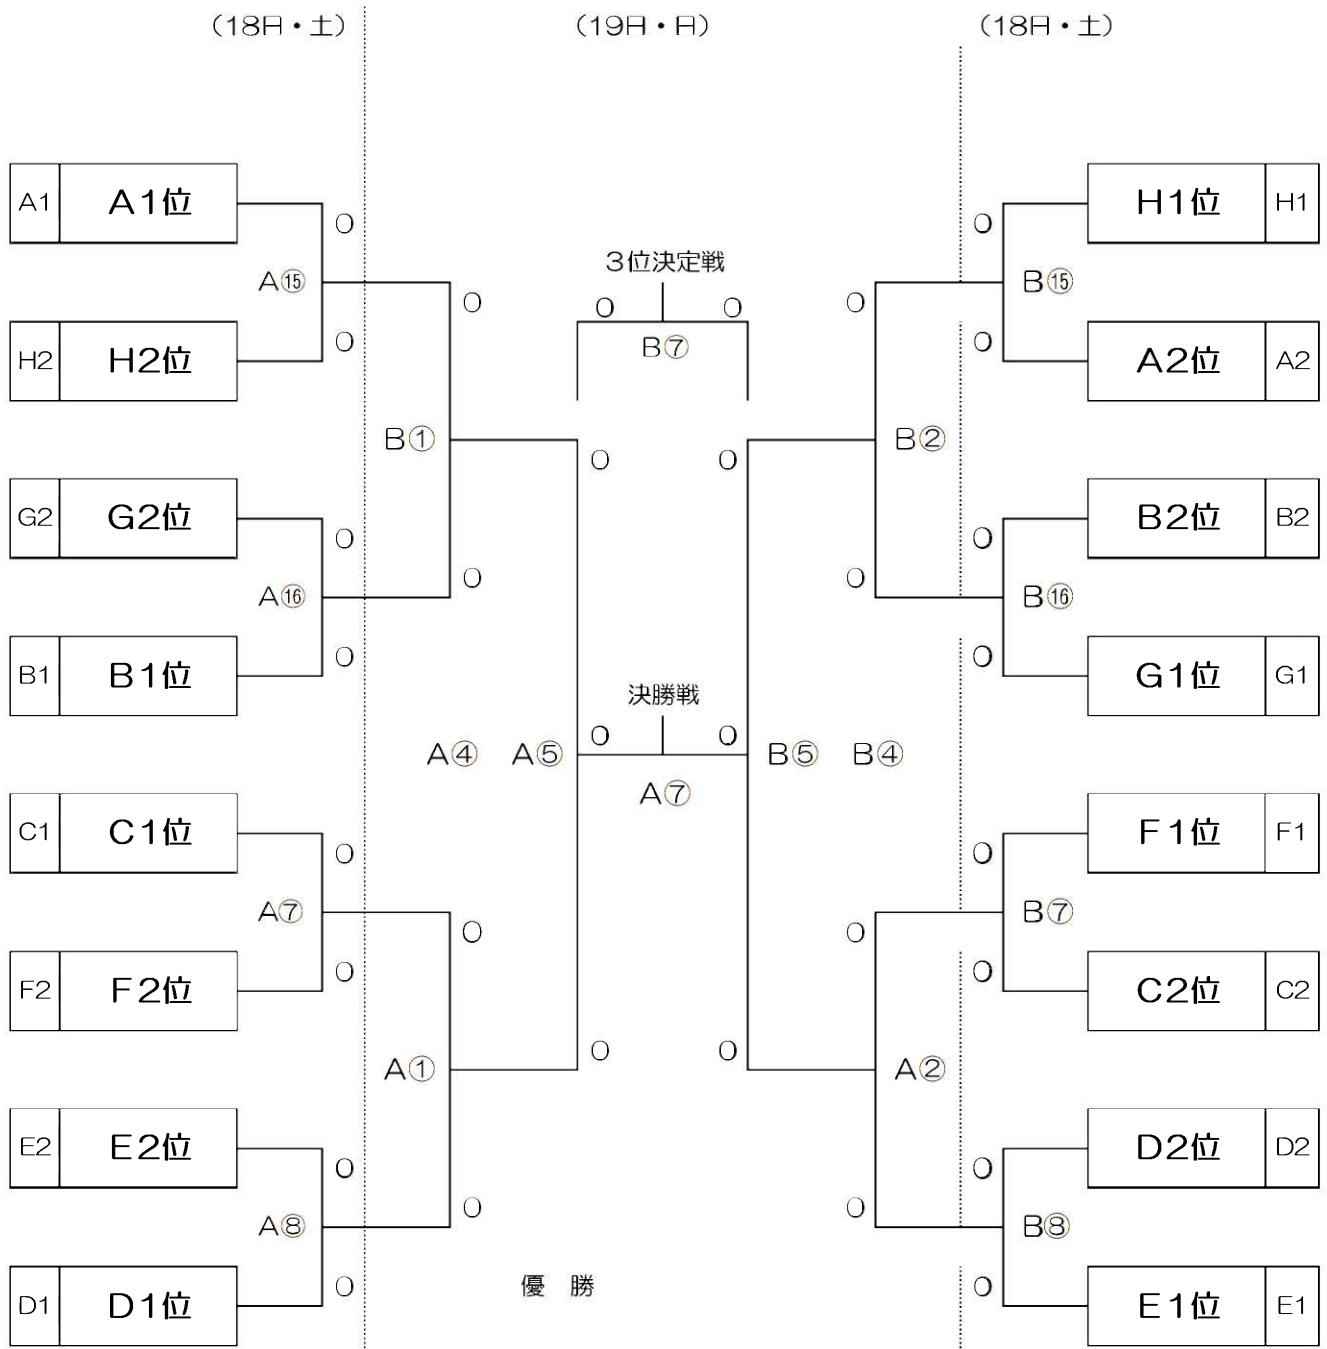 (18日・土) (19日・日) (18日・土)
A1 A1位 0 0 H1位 H1
3位決定戦
A⑮ 0 0 0 0 B⑮
H2 H2位 0 B⑦ 0 A2位 A2
B① 0 0 B②
G2 G2位 0 0 B2位 B2
A⑯ 0 0 B⑯
B1 B1位 0 0 G1位 G1
決勝戦
A④ A⑤ 0 0 B⑤ B④
A⑦
C1 C1位 0 0 F1位 F1
A⑦ 0 0 B⑦
F2 F2位 0 0 C2位 C2
A① 0 0 A②
E2 E2位 0 0 D2位 D2
A⑧ 0 0 B⑧
D1 D1位 0 優 勝 0 E1位 E1